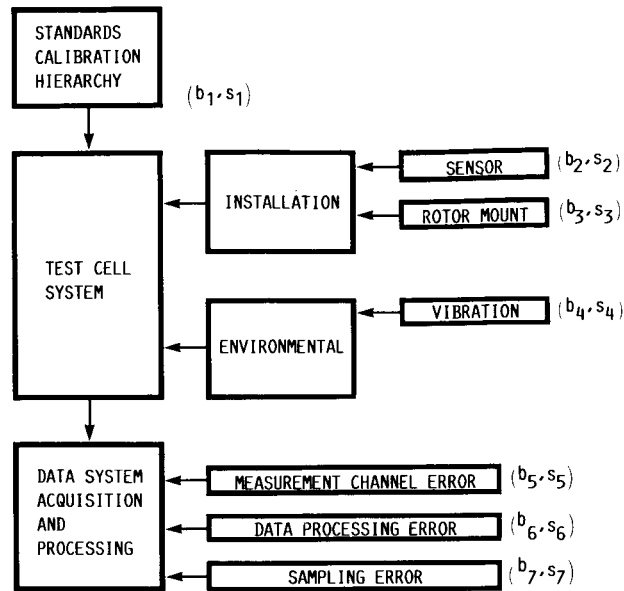 STANDARDS
CALIBRATION
HIERARCHY
(b₁,s₁)
TEST CELL
SYSTEM
INSTALLATION
SENSOR (b₂,s₂)
ROTOR MOUNT (b₃,s₃)
ENVIRONMENTAL
VIBRATION (b₄,s₄)
DATA SYSTEM
ACQUISITION
AND
PROCESSING
MEASUREMENT CHANNEL ERROR (b₅,s₅)
DATA PROCESSING ERROR (b₆,s₆)
SAMPLING ERROR (b₇,s₇)